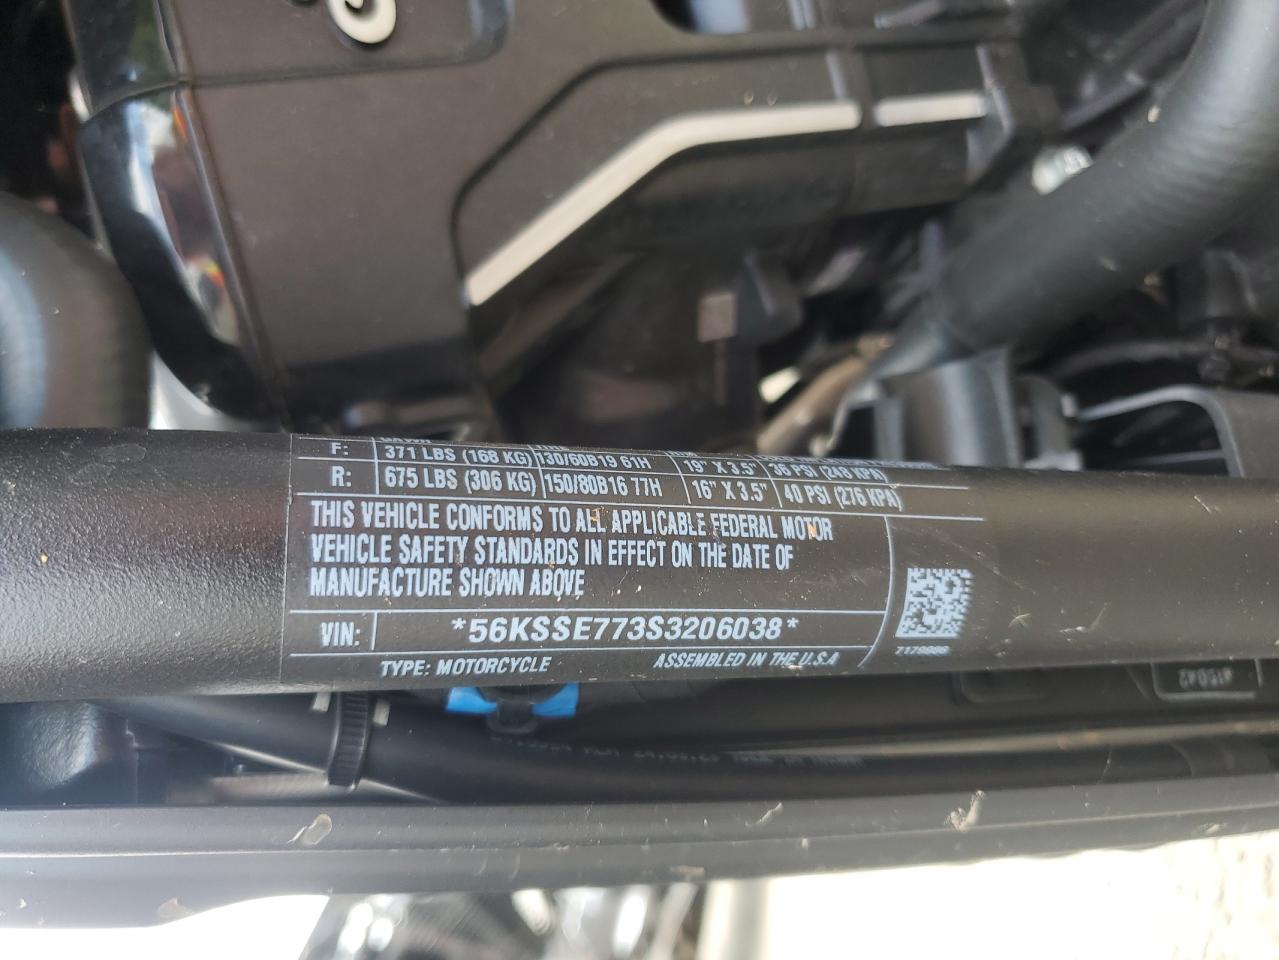 F: 371 LBS (168 KG) 130/60B19 61H 19" X 3.5" 36 PSI (248 KPA)
R: 675 LBS (306 KG) 150/80B16 77H 16" X 3.5" 40 PSI (276 KPA)
THIS VEHICLE CONFORMS TO ALL APPLICABLE FEDERAL MOTOR
VEHICLE SAFETY STANDARDS IN EFFECT ON THE DATE OF
MANUFACTURE SHOWN ABOVE
VIN: *56KSSE773S3206038*
TYPE: MOTORCYCLE ASSEMBLED IN THE U.S.A